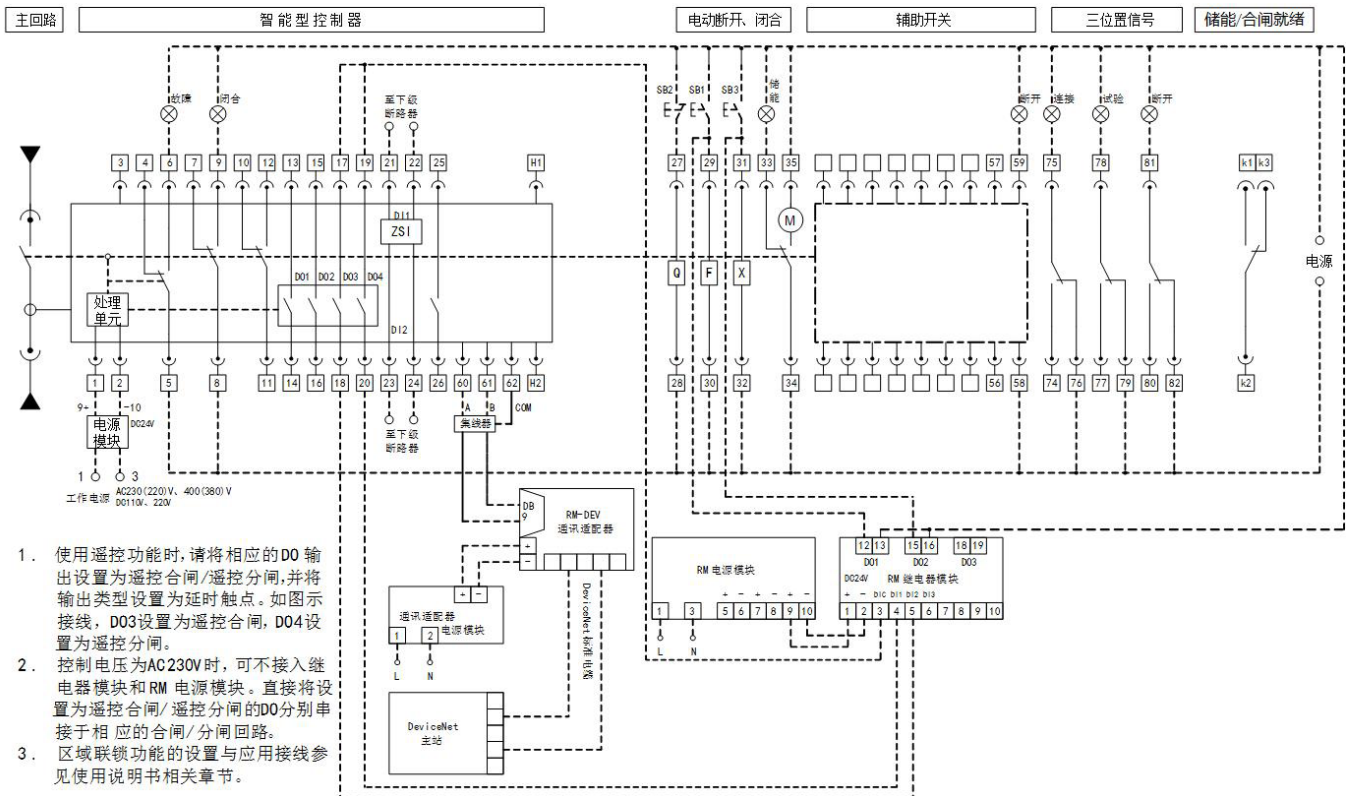 主回路
智能型控制器
电动断开、闭合
辅助开关
三位置信号
储能/合闸就绪
故障
闭合
至下级
断路器
SB2
SB1
SB3
储
能
断开
连接
试验
断开
3 4 6 7 9 10 12 13 15 17 19 21 22 25 H1
27 29 31 33 35 57 59 75 78 81 k1 k3
DI1
ZSI
M
Q F X
电源
DO1 DO2 DO3 DO4
处理
单元
DI2
1 2 5 8 11 14 16 18 20 23 24 26 60 61 62 H2
28 30 32 34 56 58 74 76 77 79 80 82 k2
9+ -10
电源
模块
DC24V
A B COM
集线器
至下级
断路器
1 3
工作电源
AC230(220)V、400(380)V
DC110V、220V
DB
9
RM-DEV
通讯适配器
+
-
+ -
通讯适配器
电源模块
1 2
L N
DeviceNet标准电缆
DeviceNet
主站
RM 电源模块
+ - + - + -
1 3 5 6 7 8 9 10
L N
12 13 15 16 18 19
DO1 DO2 DO3
DC24V RM 继电器模块
+ - DIC DI1 DI2 DI3
1 2 3 4 5 6 7 8 9 10
1. 使用遥控功能时,请将相应的DO 输
出设置为遥控合闸/遥控分闸,并将
输出类型设置为延时触点。如图示
接线，DO3设置为遥控合闸，DO4设
置为遥控分闸。
2. 控制电压为AC230V时，可不接入继
电器模块和RM 电源模块。直接将设
置为遥控合闸/遥控分闸的DO分别串
接于相 应的合闸/分闸回路。
3. 区域联锁功能的设置与应用接线参
见使用说明书相关章节。